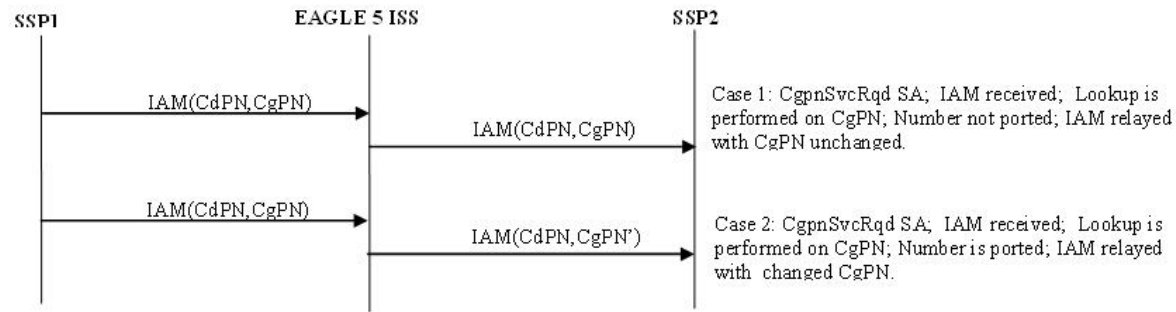 SSP1
EAGLE 5 ISS
SSP2
IAM(CdPN,CgPN)
IAM(CdPN,CgPN)
Case 1: CgpnSvcRqd SA; IAM received; Lookup is
performed on CgPN; Number not ported; IAM relayed
with CgPN unchanged.
IAM(CdPN,CgPN)
IAM(CdPN,CgPN’)
Case 2: CgpnSvcRqd SA; IAM received; Lookup is
performed on CgPN; Number is ported; IAM relayed
with changed CgPN.